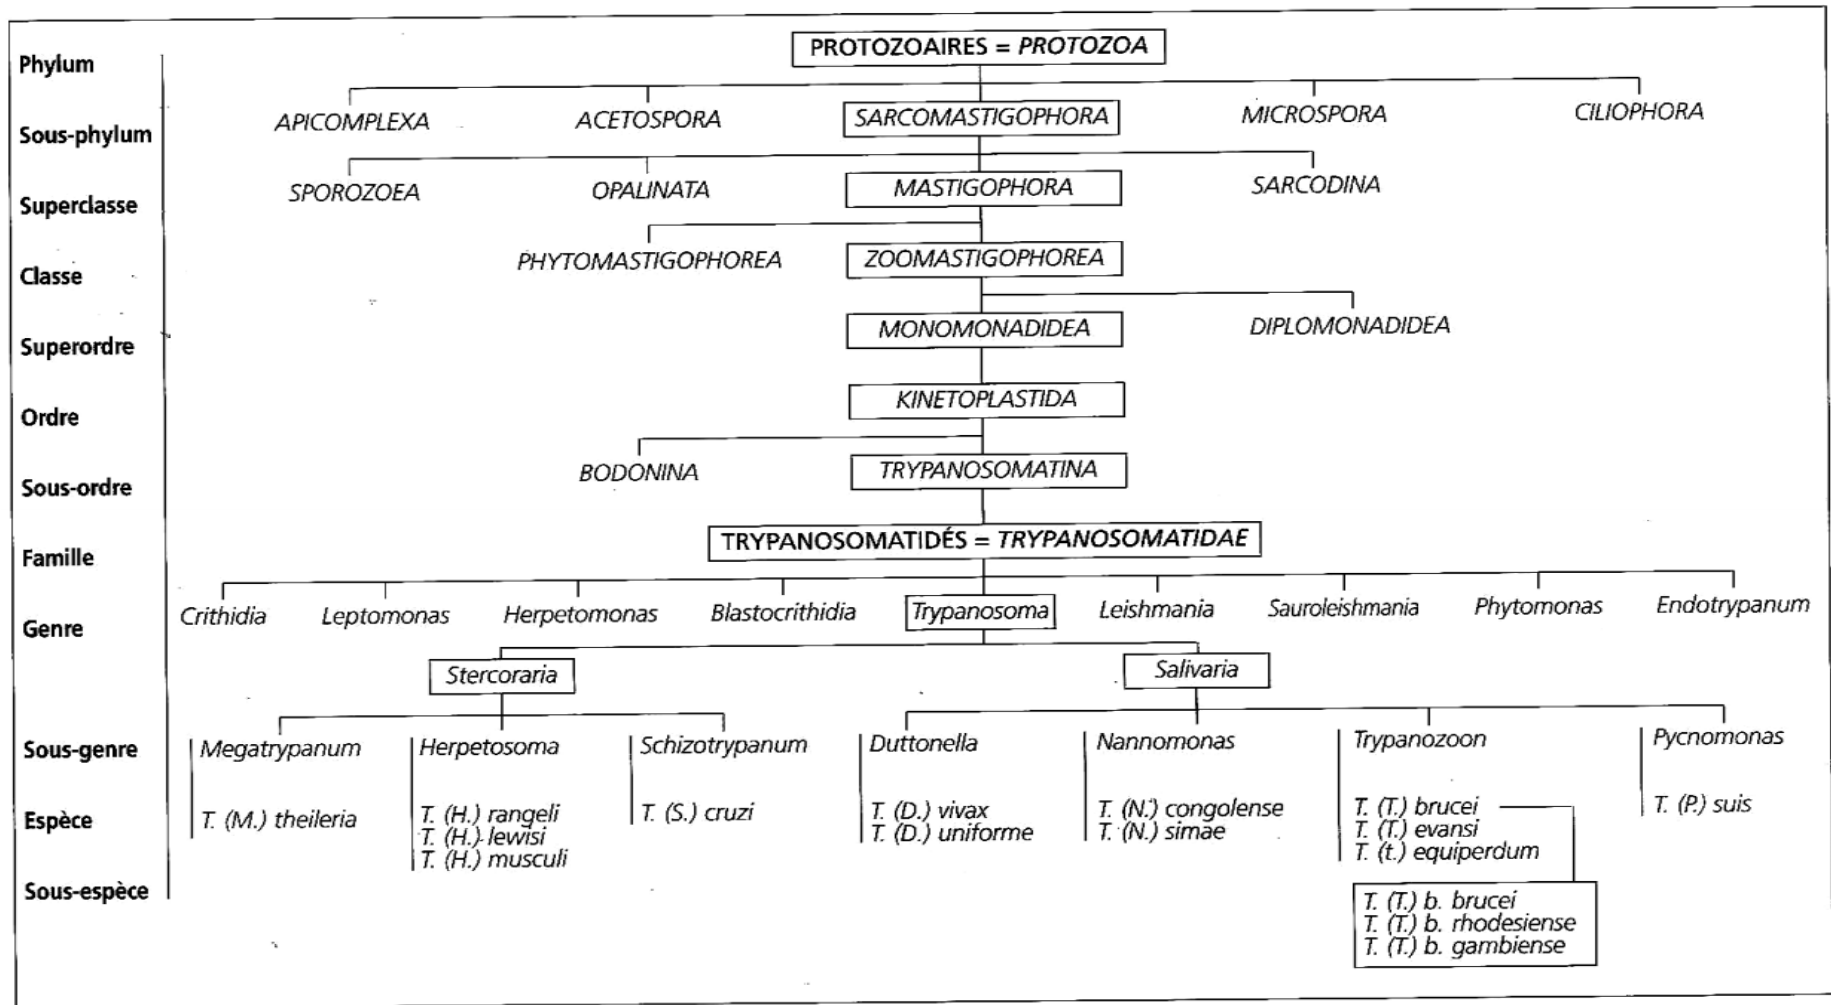 PROTOZOAIRES = PROTOZOA
Phylum
APICOMPLEXA ACETOSPORA SARCOMASTIGOPHORA MICROSPORA CILIOPHORA
Sous-phylum
SPOROZOEA OPALINATA MASTIGOPHORA SARCODINA
Superclasse
PHYTOMASTIGOPHOREA ZOOMASTIGOPHOREA
Classe
MONOMONADIDEA DIPLOMONADIDEA
Superordre
KINETOPLASTIDA
Ordre
BODONINA TRYPANOSOMATINA
Sous-ordre
TRYPANOSOMATIDÉS = TRYPANOSOMATIDAE
Famille
Crithidia Leptomonas Herpetomonas Blastocrithidia Trypanosoma Leishmania Sauroleishmania Phytomonas Endotrypanum
Genre
Stercoraria Salivaria
Sous-genre Megatrypanum Herpetosoma Schizotrypanum Duttonella Nannomonas Trypanozoon Pycnomonas
Espèce T. (M.) theileria T. (H.) rangeli T. (S.) cruzi T. (D.) vivax T. (N.) congolense T. (T.) brucei T. (P.) suis
T. (H.) lewisi T. (D.) uniforme T. (N.) simae T. (T.) evansi
T. (H.) musculi T. (t.) equiperdum
Sous-espèce
T. (T.) b. brucei
T. (T.) b. rhodesiense
T. (T.) b. gambiense